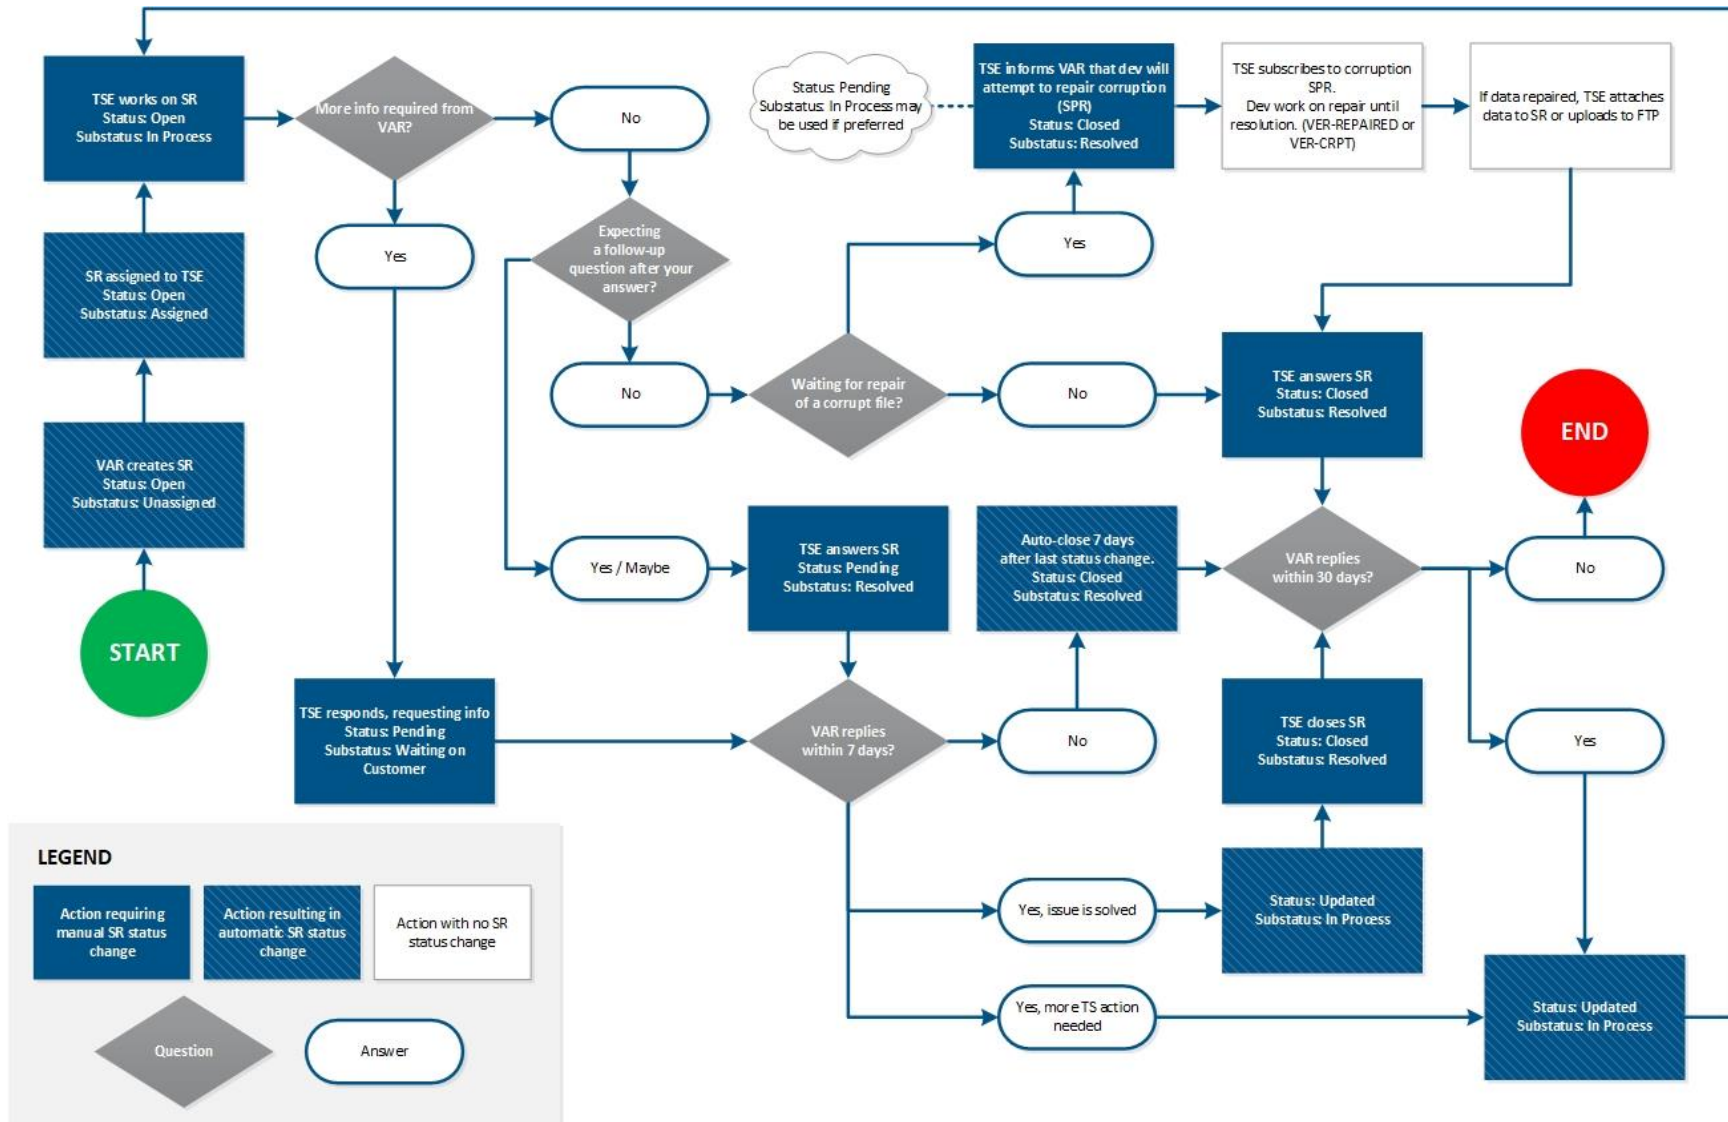 TSE works on SR
Status: Open
Substatus: In Process
More info required from
VAR?
No
Status: Pending
Substatus: In Process may
be used if preferred
TSE informs VAR that dev will
attempt to repair corruption
(SPR)
Status: Closed
Substatus: Resolved
TSE subscribes to corruption
SPR.
Dev work on repair until
resolution. (VER-REPAIRED or
VER-CRPT)
If data repaired, TSE attaches
data to SR or uploads to FTP
SR assigned to TSE
Status: Open
Substatus: Assigned
Yes
Expecting
a follow-up
question after your
answer?
Yes
No
Waiting for repair
of a corrupt file?
No
TSE answers SR
Status: Closed
Substatus: Resolved
END
VAR creates SR
Status: Open
Substatus: Unassigned
Yes / Maybe
TSE answers SR
Status: Pending
Substatus: Resolved
Auto-close 7 days
after last status change.
Status: Closed
Substatus: Resolved
VAR replies
within 30 days?
No
START
TSE responds, requesting info
Status: Pending
Substatus: Waiting on
Customer
VAR replies
within 7 days?
No
TSE closes SR
Status: Closed
Substatus: Resolved
Yes
Yes, issue is solved
Status: Updated
Substatus: In Process
Yes, more TS action
needed
Status: Updated
Substatus: In Process
LEGEND
Action requiring
manual SR status
change
Action resulting in
automatic SR status
change
Action with no SR
status change
Question
Answer